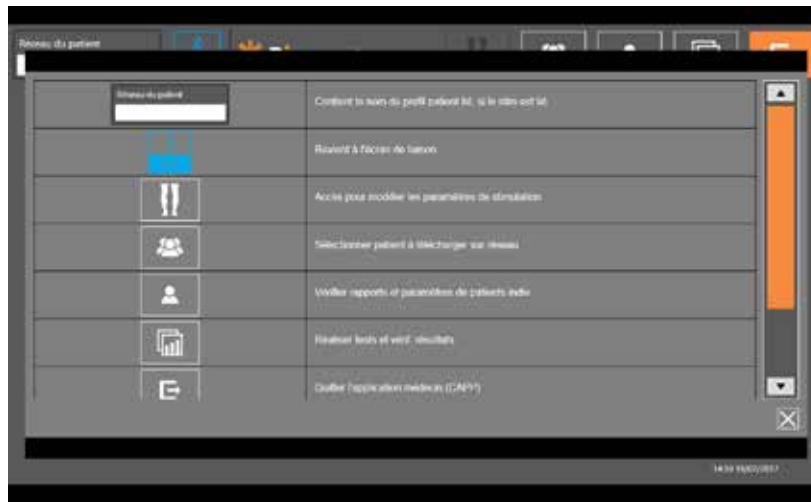 Réseau du patient
Réseau du patient
Contient le nom du profil patient lié, si le stim est lié.
Revient à l'écran de liaison
Accès pour modifier les paramètres de stimulation
Sélectionner patient à télécharger sur réseau
Vérifier rapports et paramètres de patients indiv
Réaliser tests et vérif. résultats
Quitter l'application médecin (CAPP)